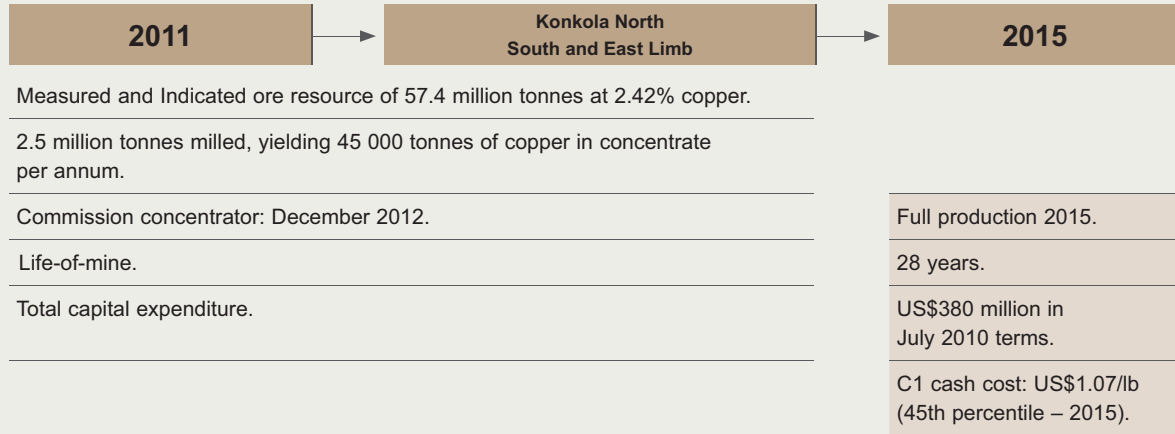 2011
Konkola North
South and East Limb
2015
Measured and Indicated ore resource of 57.4 million tonnes at 2.42% copper.
2.5 million tonnes milled, yielding 45 000 tonnes of copper in concentrate
per annum.
Commission concentrator: December 2012.
Full production 2015.
Life-of-mine.
28 years.
Total capital expenditure.
US$380 million in
July 2010 terms.
C1 cash cost: US$1.07/lb
(45th percentile – 2015).